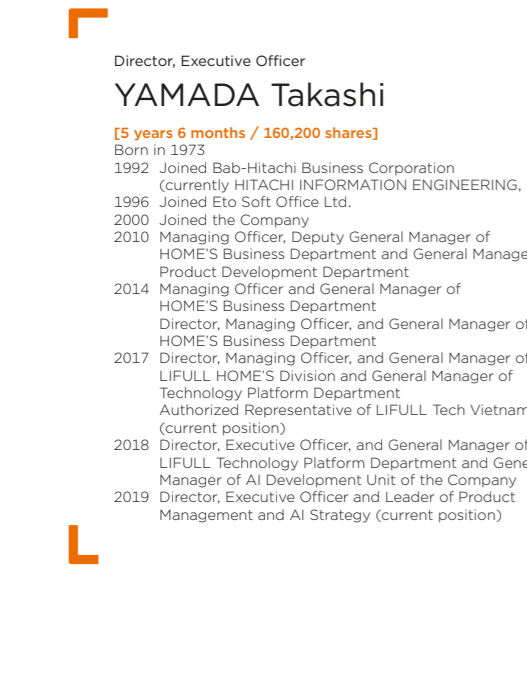 Director, Executive Officer
YAMADA Takashi
[5 years 6 months / 160,200 shares]
Born in 1973
1992 Joined Bab-Hitachi Business Corporation
(currently HITACHI INFORMATION ENGINEERING,
1996 Joined Eto Soft Office Ltd.
2000 Joined the Company
2010 Managing Officer, Deputy General Manager of
HOME'S Business Department and General Manage
Product Development Department
2014 Managing Officer and General Manager of
HOME'S Business Department
Director, Managing Officer, and General Manager of
HOME'S Business Department
2017 Director, Managing Officer, and General Manager of
LIFULL HOME'S Division and General Manager of
Technology Platform Department
Authorized Representative of LIFULL Tech Vietnam
(current position)
2018 Director, Executive Officer, and General Manager of
LIFULL Technology Platform Department and Gene
Manager of AI Development Unit of the Company
2019 Director, Executive Officer and Leader of Product
Management and AI Strategy (current position)